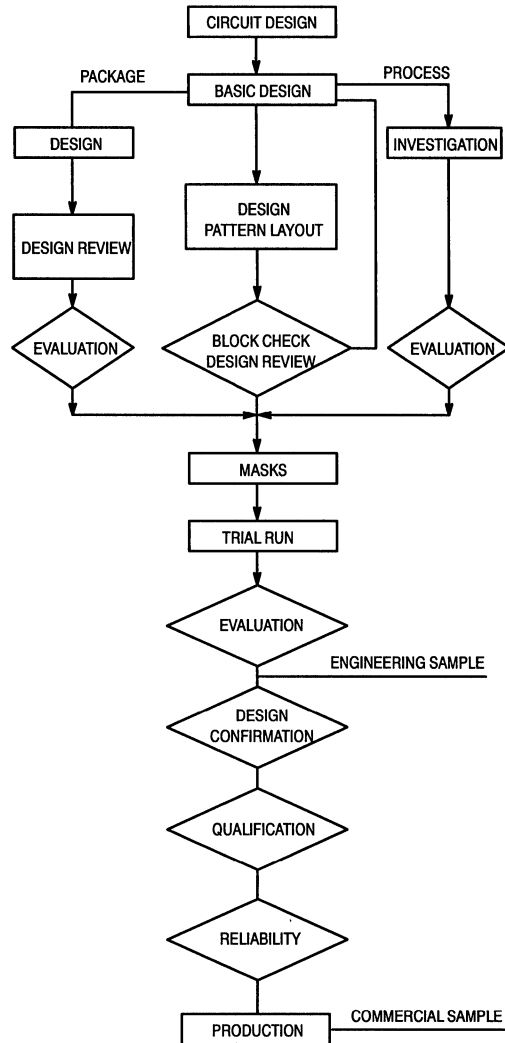 CIRCUIT DESIGN
PACKAGE
PROCESS
BASIC DESIGN
DESIGN
INVESTIGATION
DESIGN
PATTERN LAYOUT
DESIGN REVIEW
EVALUATION
BLOCK CHECK
DESIGN REVIEW
EVALUATION
MASKS
TRIAL RUN
EVALUATION
ENGINEERING SAMPLE
DESIGN
CONFIRMATION
QUALIFICATION
RELIABILITY
COMMERCIAL SAMPLE
PRODUCTION